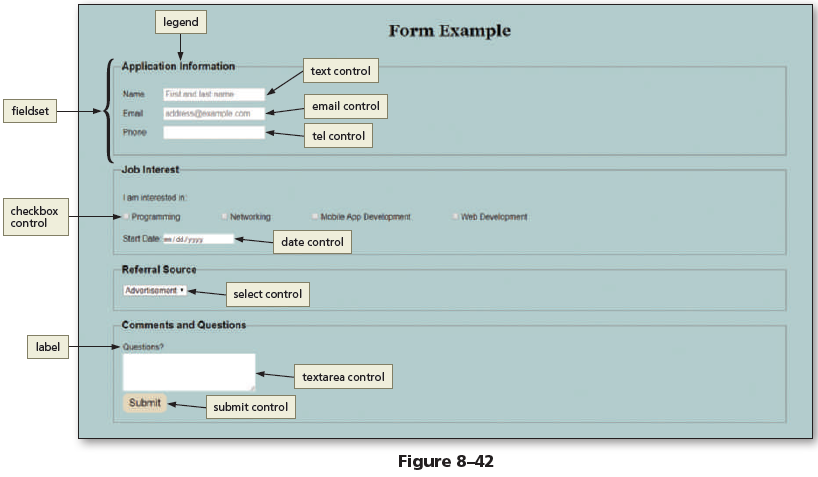 legend
Form Example
Application Information
text control
Name
First and last name
email control
fieldset
Email
address@example.com
Phone
tel control
Job Interest
I am interested in:
checkbox
control
Programming
Networking
Mobile App Development
Web Development
Start Date:
mm/dd/yyyy
date control
Referral Source
Advertisement
select control
Comments and Questions
label
Questions?
textarea control
Submit
submit control
Figure 8–42